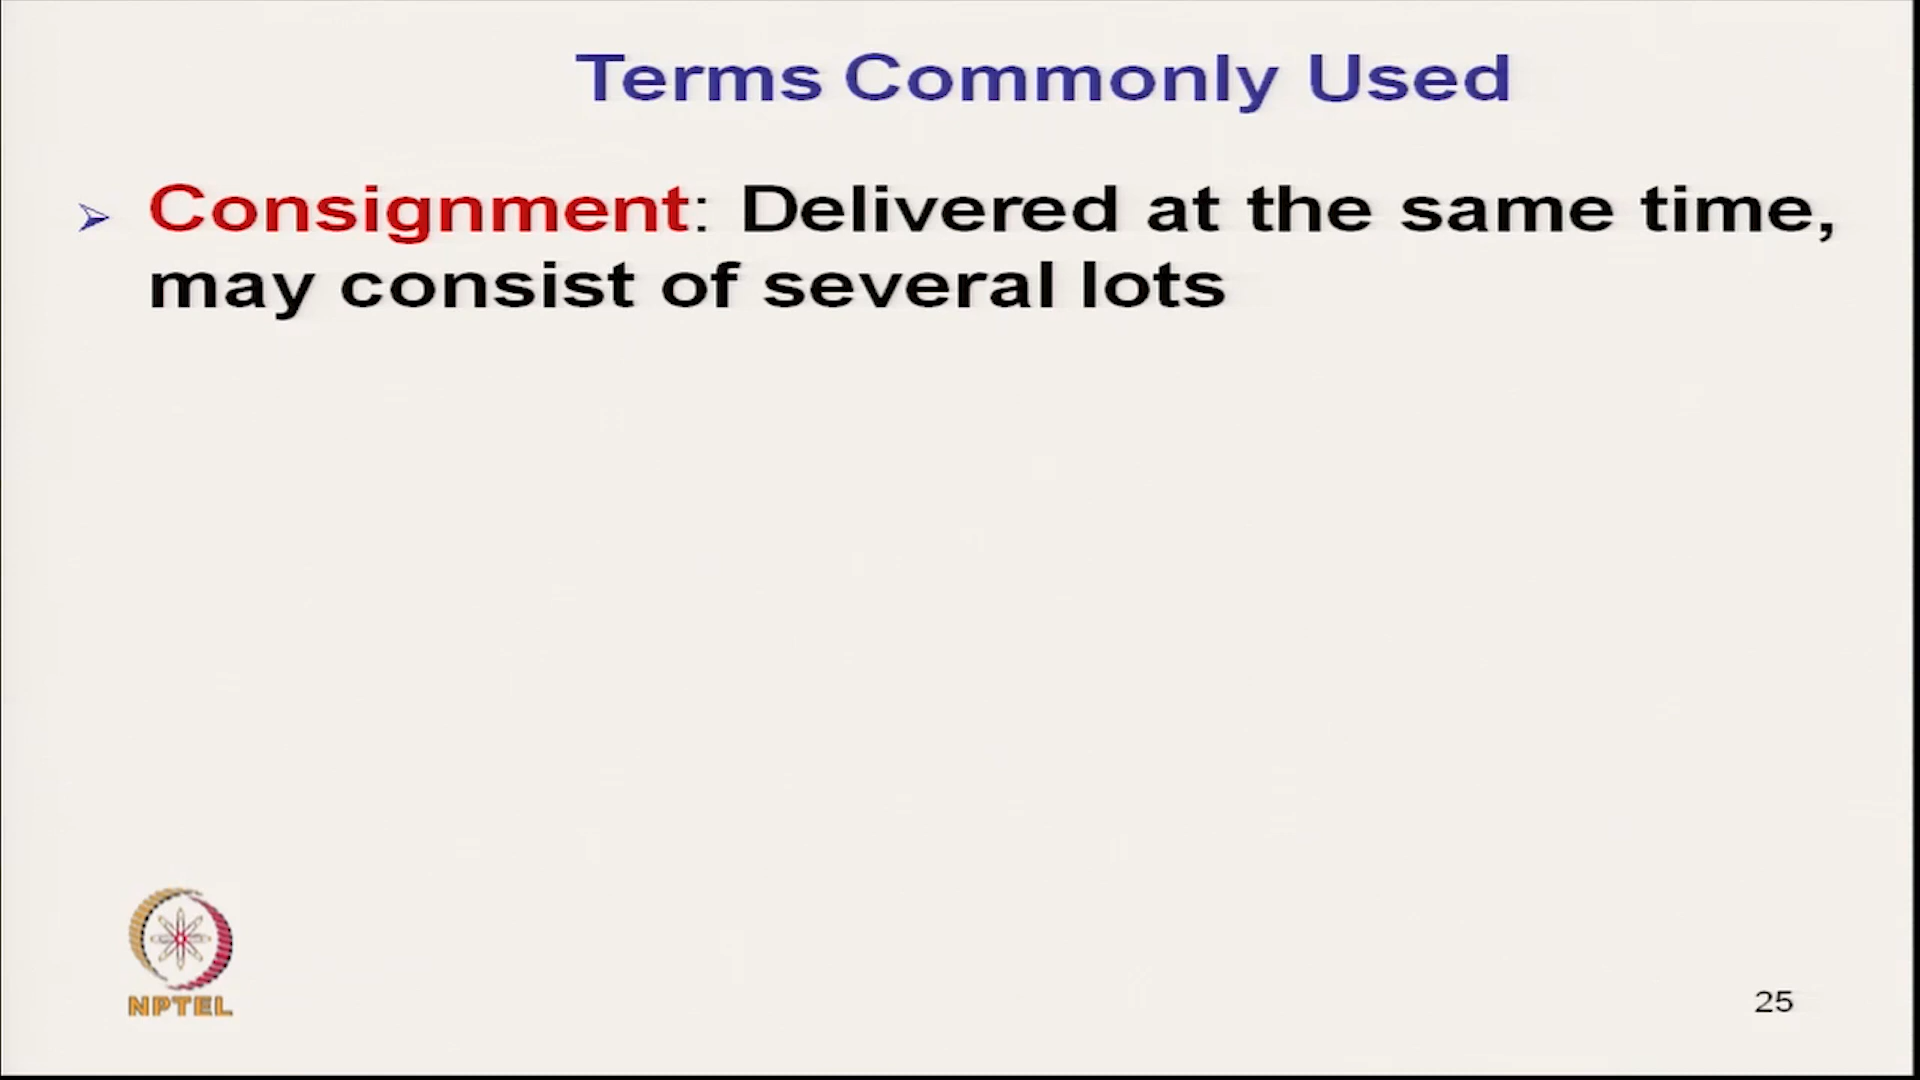 Terms Commonly Used
➢ Consignment: Delivered at the same time,
may consist of several lots
NPTEL
25